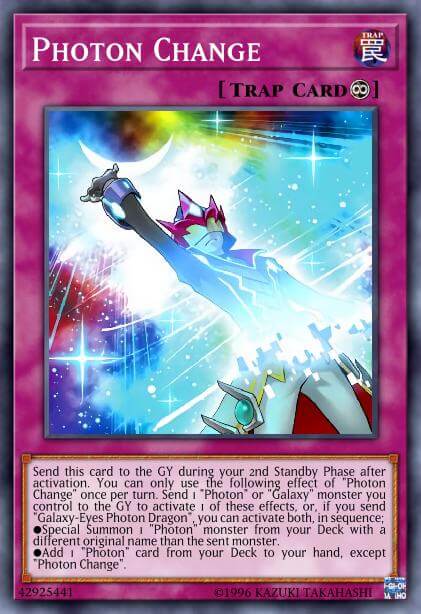 PHOTON CHANGE
TRAP
罠
[TRAP CARD]
Send this card to the GY during your 2nd Standby Phase after
activation. You can only use the following effect of "Photon
Change" once per turn. Send 1 "Photon" or "Galaxy" monster you
control to the GY to activate 1 of these effects, or, if you send
"Galaxy-Eyes Photon Dragon", you can activate both, in sequence;
●Special Summon 1 "Photon" monster from your Deck with a
different original name than the sent monster.
●Add 1 "Photon" card from your Deck to your hand, except
"Photon Change".
42925441
©1996 KAZUKI TAKAHASHI